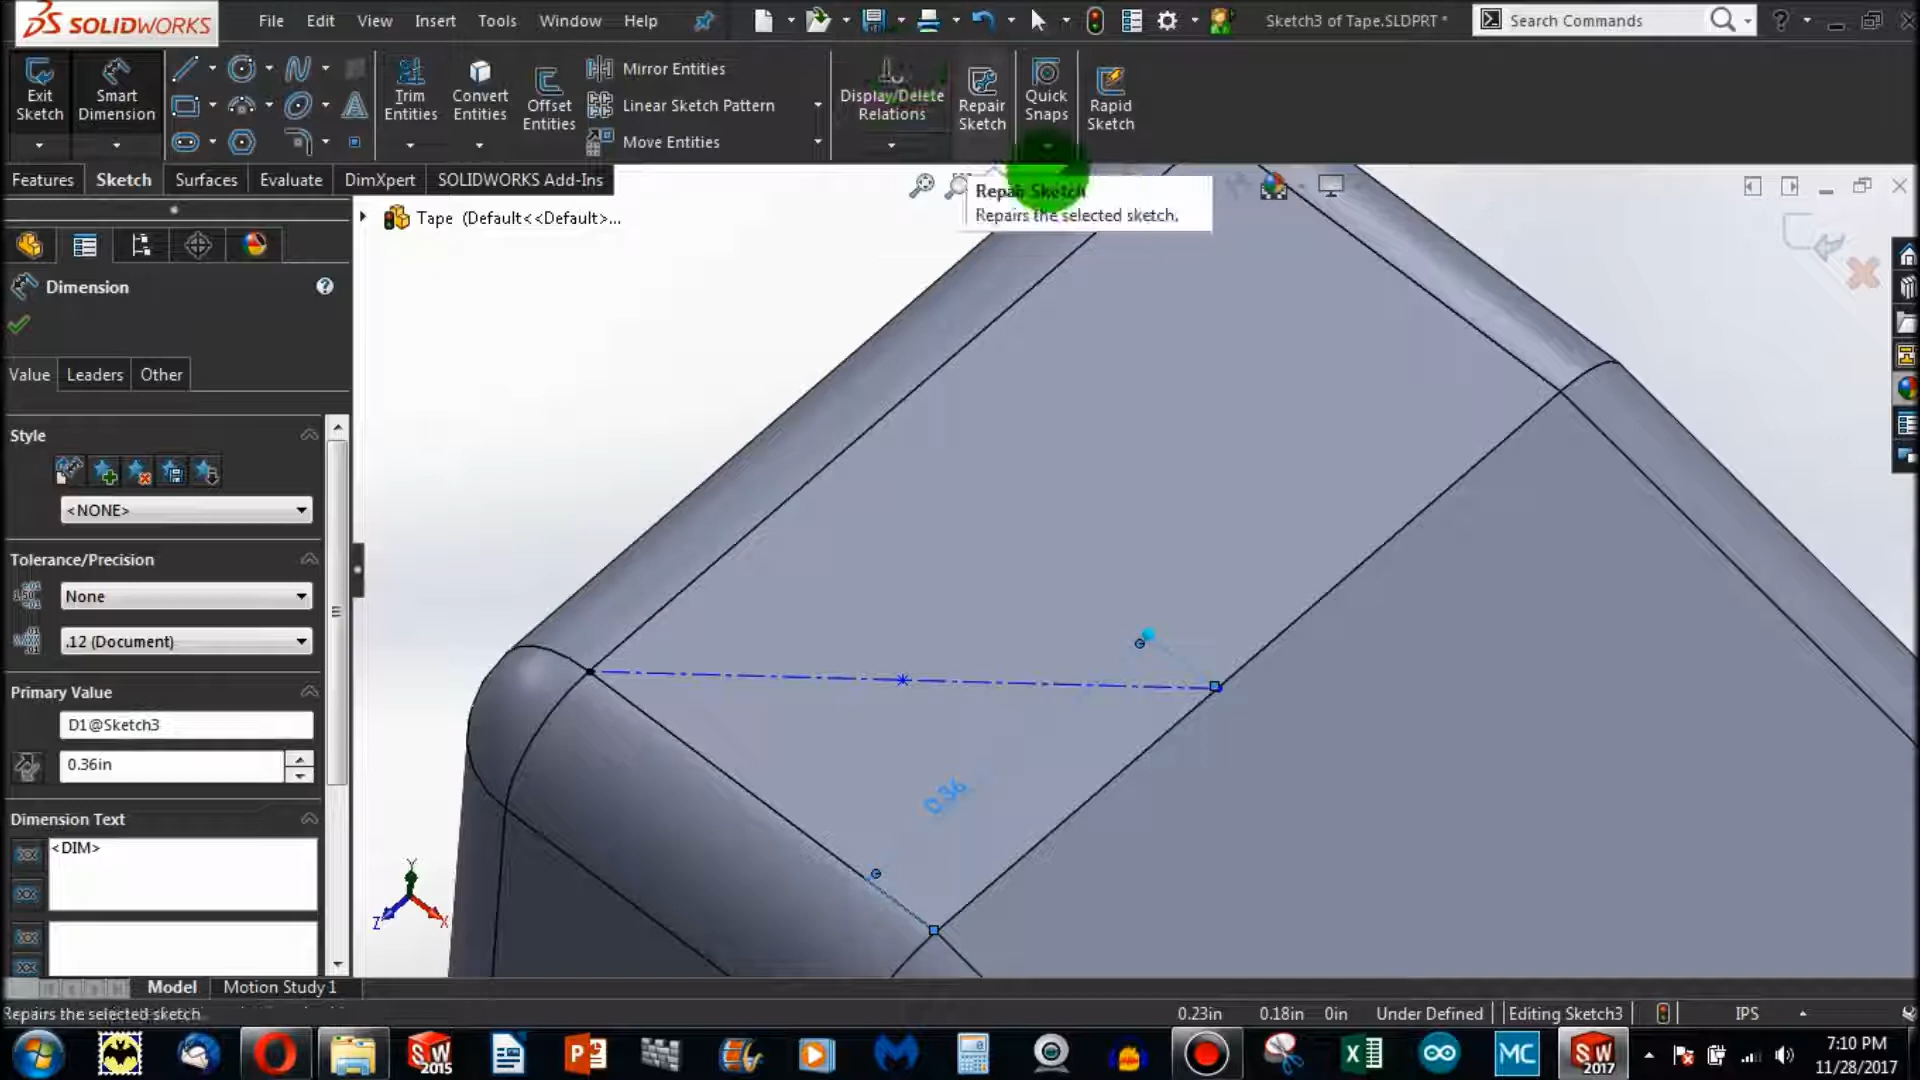 SOLIDWORKS
File Edit View Insert Tools Window Help
Sketch3 of Tape.SLDPRT *
Search Commands
Exit Sketch
Smart Dimension
Trim Entities
Convert Entities
Offset Entities
Mirror Entities
Linear Sketch Pattern
Move Entities
Display/Delete Relations
Repair Sketch
Quick Snaps
Rapid Sketch
Features Sketch Surfaces Evaluate DimXpert SOLIDWORKS Add-Ins
Repair Sketch
Repairs the selected sketch.
Tape (Default<<Default>...
Dimension
Value Leaders Other
Style
<NONE>
Tolerance/Precision
None
.12 (Document)
Primary Value
D1@Sketch3
0.36in
Dimension Text
<DIM>
0.36
Y
Z
X
Model Motion Study 1
Repairs the selected sketch
0.23in 0.18in 0in Under Defined Editing Sketch3 IPS
SW 2015
MC
SW 2017
7:10 PM
11/28/2017